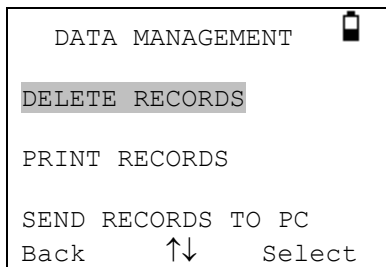 DATA MANAGEMENT
DELETE RECORDS
PRINT RECORDS
SEND RECORDS TO PC
Back ↑↓ Select